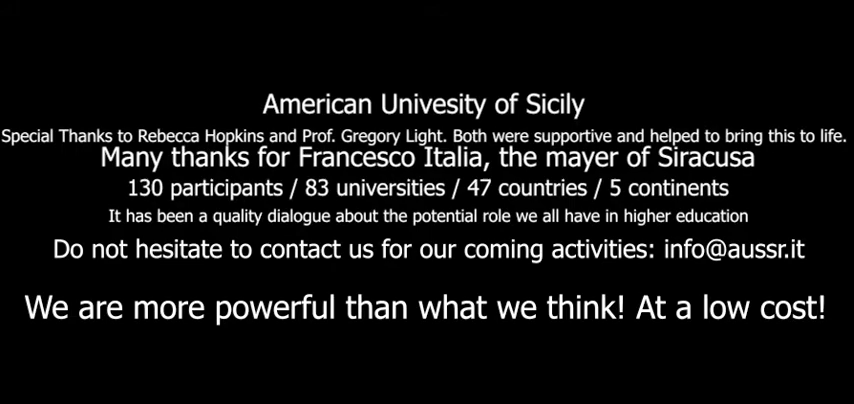 American Univesity of Sicily
Special Thanks to Rebecca Hopkins and Prof. Gregory Light. Both were supportive and helped to bring this to life.
Many thanks for Francesco Italia, the mayer of Siracusa
130 participants / 83 universities / 47 countries / 5 continents
It has been a quality dialogue about the potential role we all have in higher education
Do not hesitate to contact us for our coming activities: info@aussr.it
We are more powerful than what we think! At a low cost!